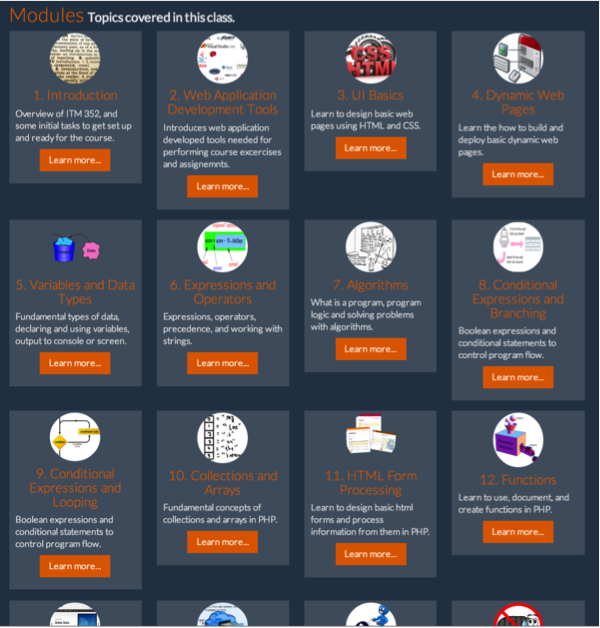 Modules Topics covered in this class.
1. Introduction
Overview of ITM 352, and
some initial tasks to get set up
and ready for the course.
Learn more...
2. Web Application
Development Tools
Introduces web application
developed tools needed for
performing course excercises
and assignemnts.
Learn more...
3. UI Basics
Learn to design basic web
pages using HTML and CSS.
Learn more...
4. Dynamic Web
Pages
Learn the how to build and
deploy basic dynamic web
pages.
Learn more...
5. Variables and Data
Types
Fundamental types of data,
declaring and using variables,
output to console or screen.
Learn more...
6. Expressions and
Operators
Expressions, operators,
precedence, and working with
strings.
Learn more...
7. Algorithms
What is a program, program
logic and solving problems
with algorithms.
Learn more...
8. Conditional
Expressions and
Branching
Boolean expressions and
conditional statements to
control program flow.
Learn more...
9. Conditional
Expressions and
Looping
Boolean expressions and
conditional statements to
control program flow.
Learn more...
10. Collections and
Arrays
Fundamental concepts of
collections and arrays in PHP.
Learn more...
11. HTML Form
Processing
Learn to design basic html
forms and process
information from them in PHP.
Learn more...
12. Functions
Learn to use, document, and
create functions in PHP.
Learn more...